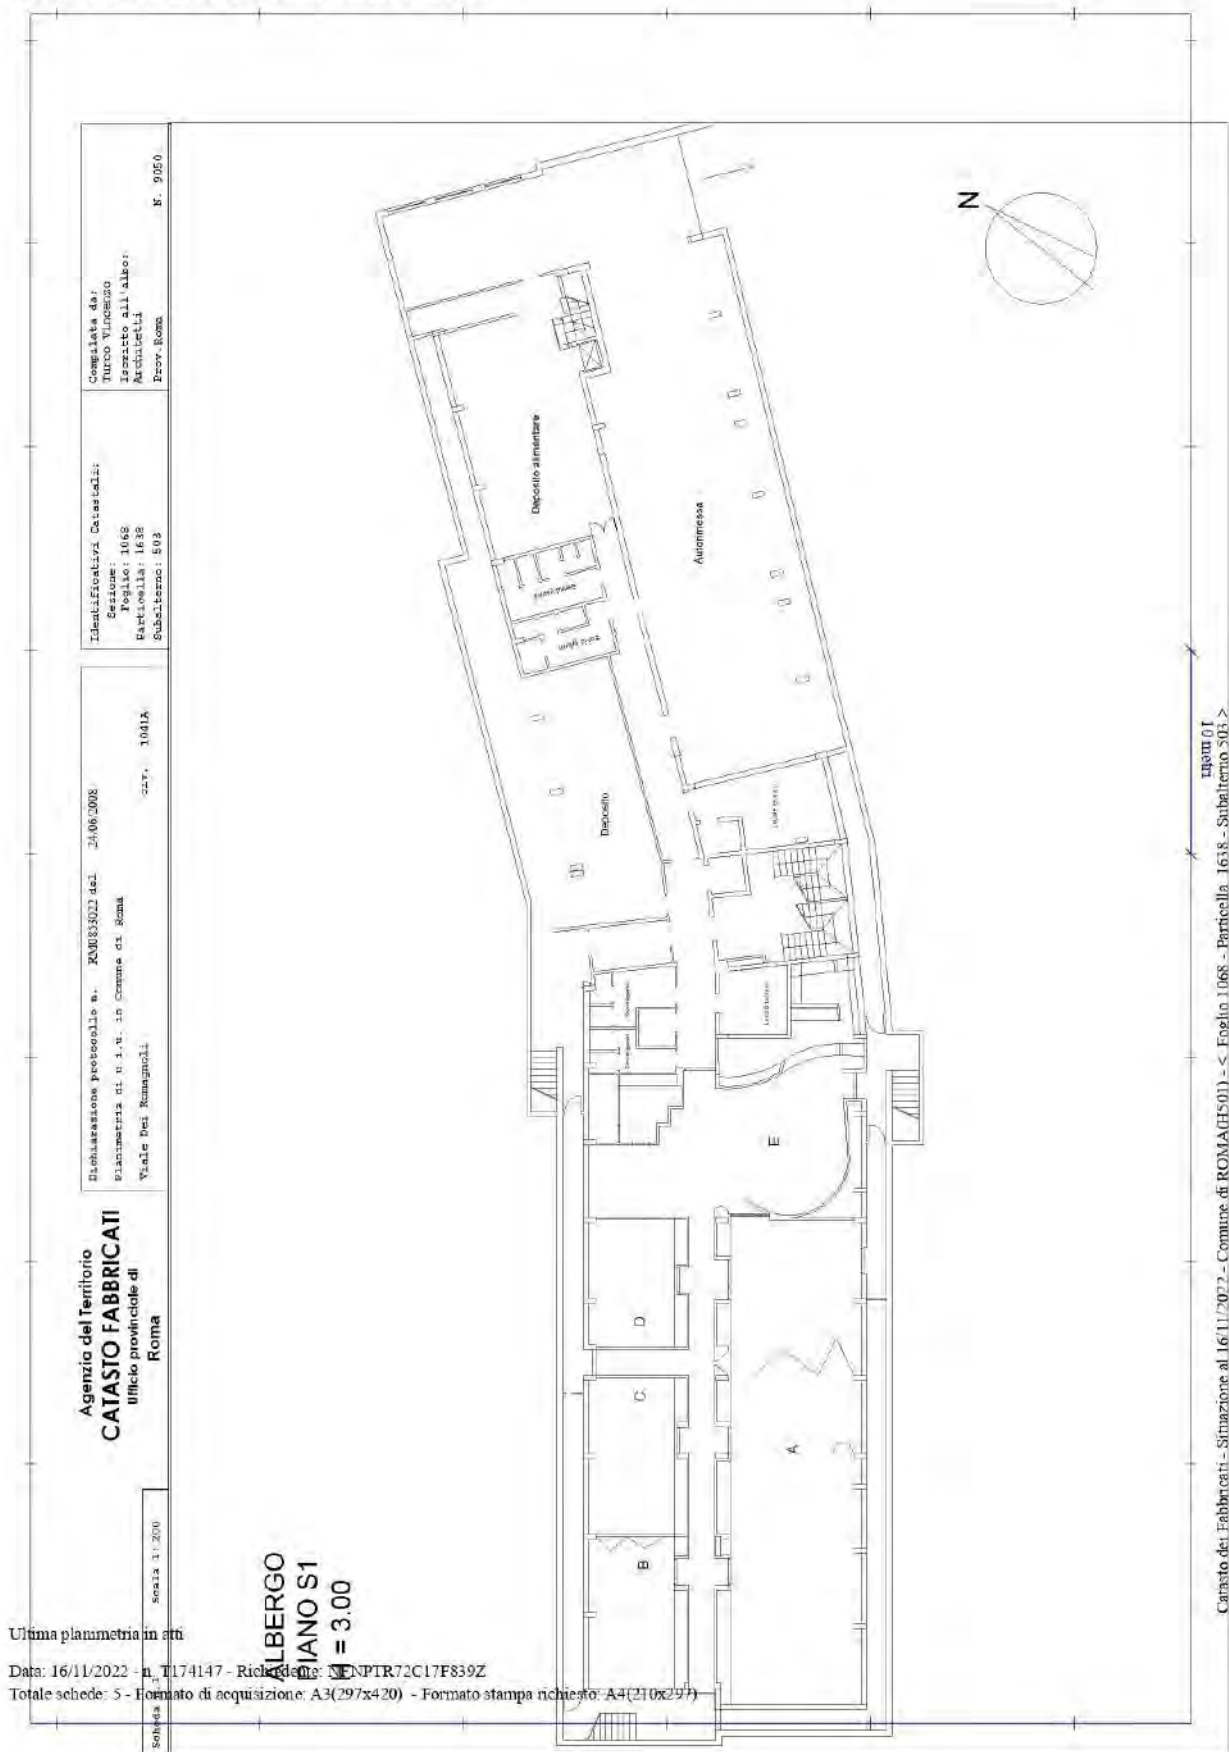 Agenzia del Territorio
CATASTO FABBRICATI
Ufficio provinciale di
Roma
Dichiarazione protocollo n. RM0853022 del 24/06/2008
Planimetria di u.i.u. in Comune di Roma
Viale Dei Romagnoli civ. 1041A
Identificativi Catastali:
Sezione:
Foglio: 1068
Particella: 1638
Subalterno: 503
Compilata da:
Turco Vincenzo
Iscritto all'albo:
Architetti
Prov. Roma N. 9050
Scheda Scala 1:200
ALBERGO
PIANO S1
H = 3.00
N
Deposito alimentare
Autorimessa
Deposito
E
D
C
A
B
10 metri
Catasto dei Fabbricati - Situazione al 16/11/2022 - Comune di ROMA(H501) - < Foglio 1068 - Particella 1638 - Subalterno 503 >
Ultima planimetria in atti
Data: 16/11/2022 - n. T174147 - Richiedente: NFNPTR72C17F839Z
Totale schede: 5 - Formato di acquisizione: A3(297x420) - Formato stampa richiesto: A4(210x297)